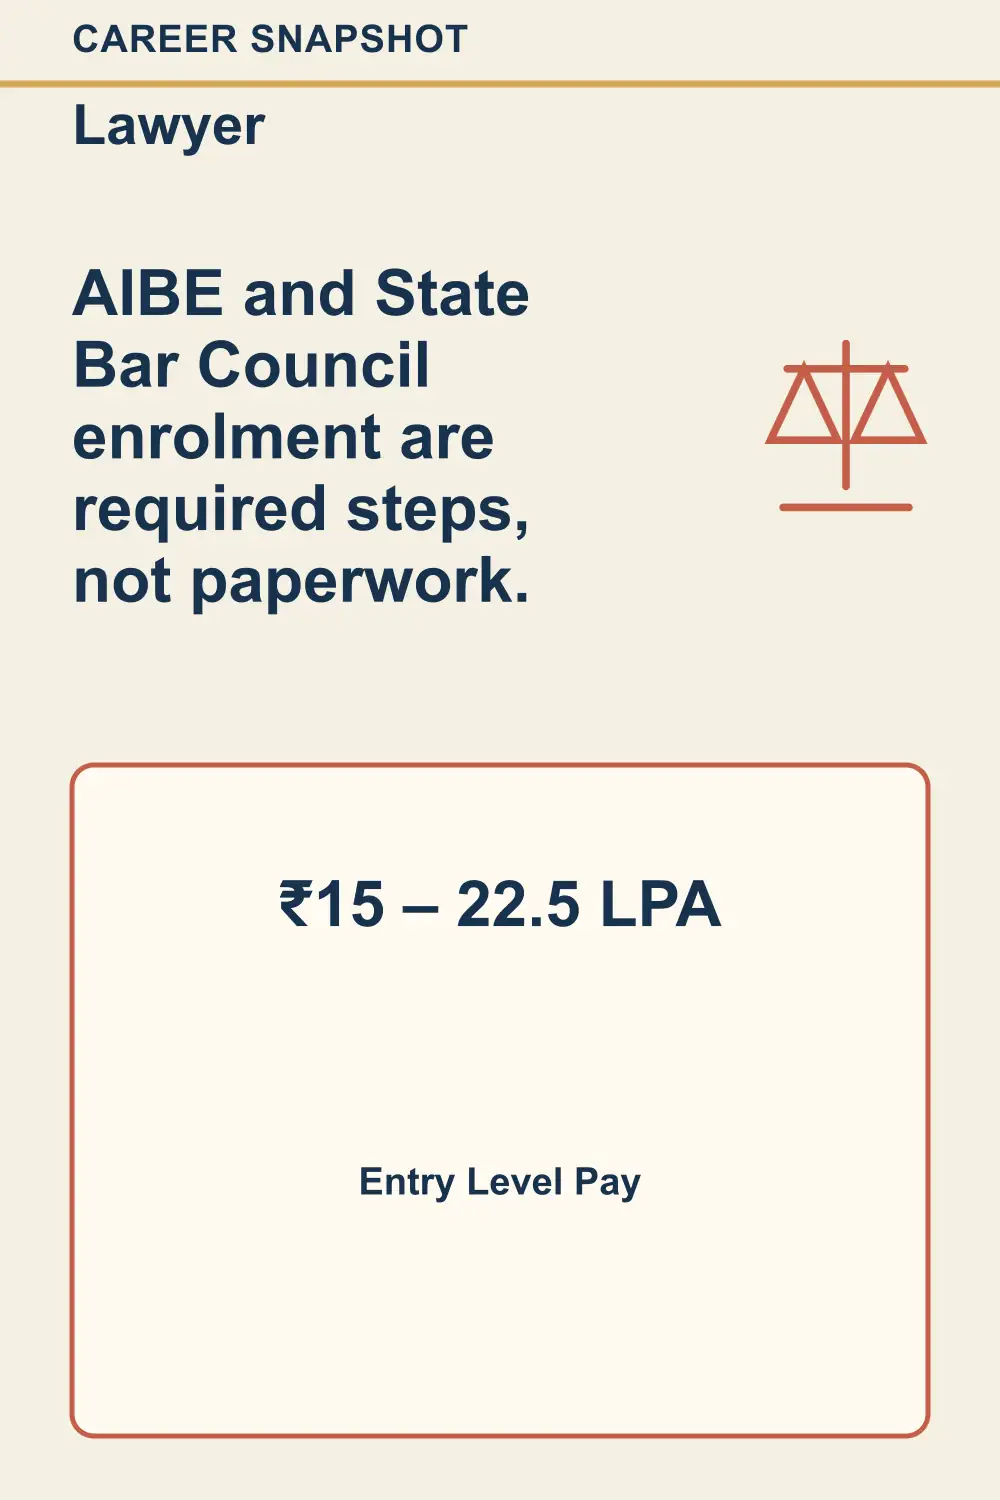 CAREER SNAPSHOT
Lawyer
AIBE and State
Bar Council
enrolment are
required steps,
not paperwork.
₹15 – 22.5 LPA
Entry Level Pay